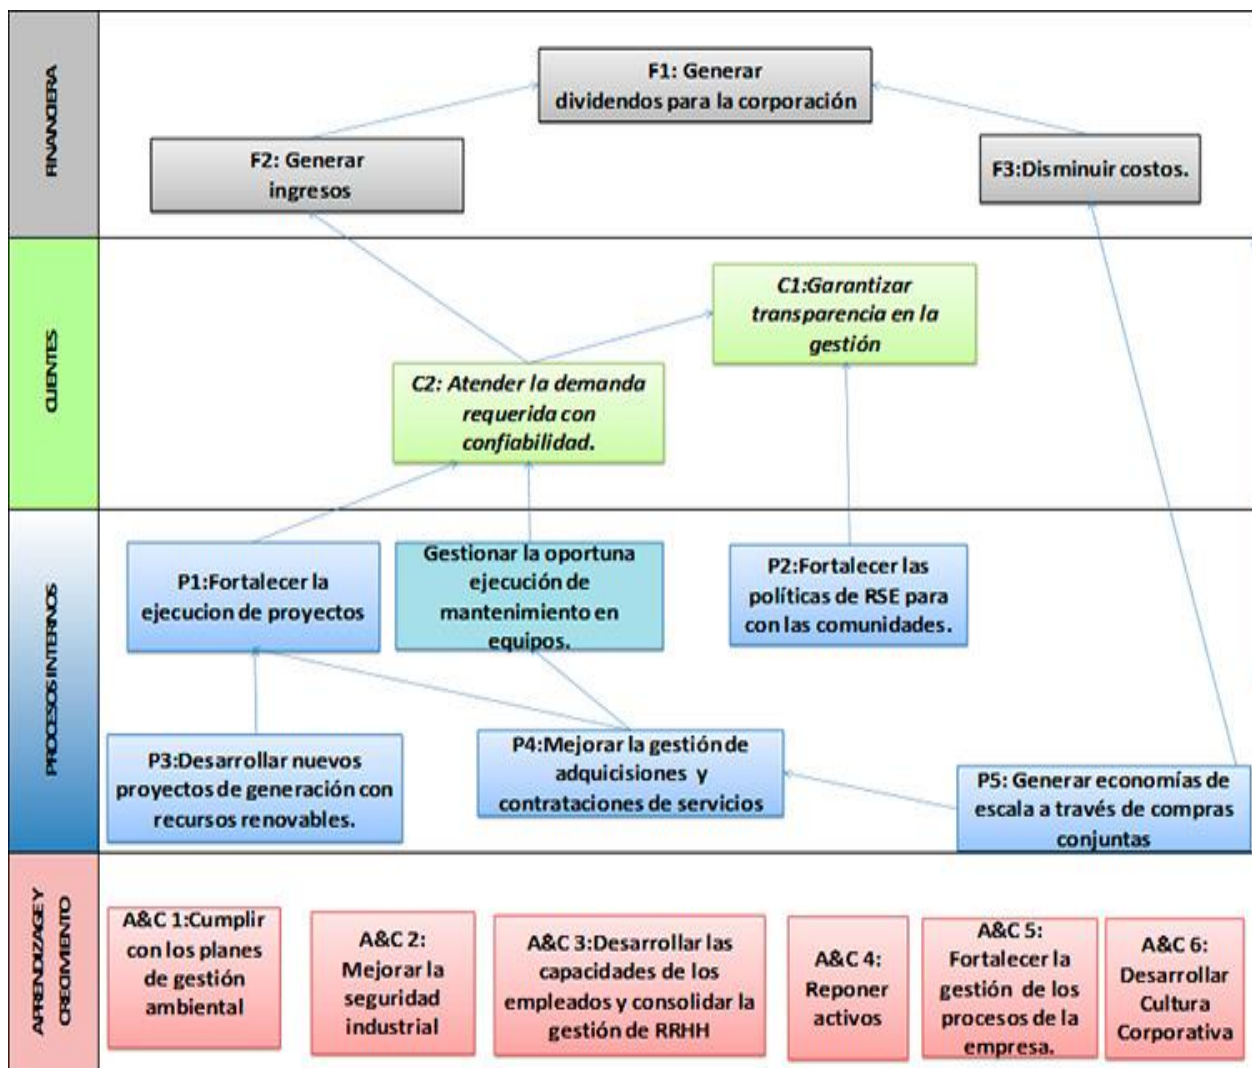 FINANCIERA
F1: Generar
dividendos para la corporación
F2: Generar
ingresos
F3:Disminuir costos.
CLIENTES
C1:Garantizar
transparencia en la
gestión
C2: Atender la demanda
requerida con
confiabilidad.
PROCESOS INTERNOS
P1:Fortalecer la
ejecucion de proyectos
Gestionar la oportuna
ejecución de
mantenimiento en
equipos.
P2:Fortalecer las
políticas de RSE para
con las comunidades.
P3:Desarrollar nuevos
proyectos de generación con
recursos renovables.
P4:Mejorar la gestión de
adquicisiones y
contrataciones de servicios
P5: Generar economías de
escala a través de compras
conjuntas
APRENDIZAGE Y
CRECIMIENTO
A&C 1:Cumplir
con los planes
de gestión
ambiental
A&C 2:
Mejorar la
seguridad
industrial
A&C 3:Desarrollar las
capacidades de los
empleados y consolidar la
gestión de RRHH
A&C 4:
Reponer
activos
A&C 5:
Fortalecer la
gestión de los
procesos de la
empresa.
A&C 6:
Desarrollar
Cultura
Corporativa